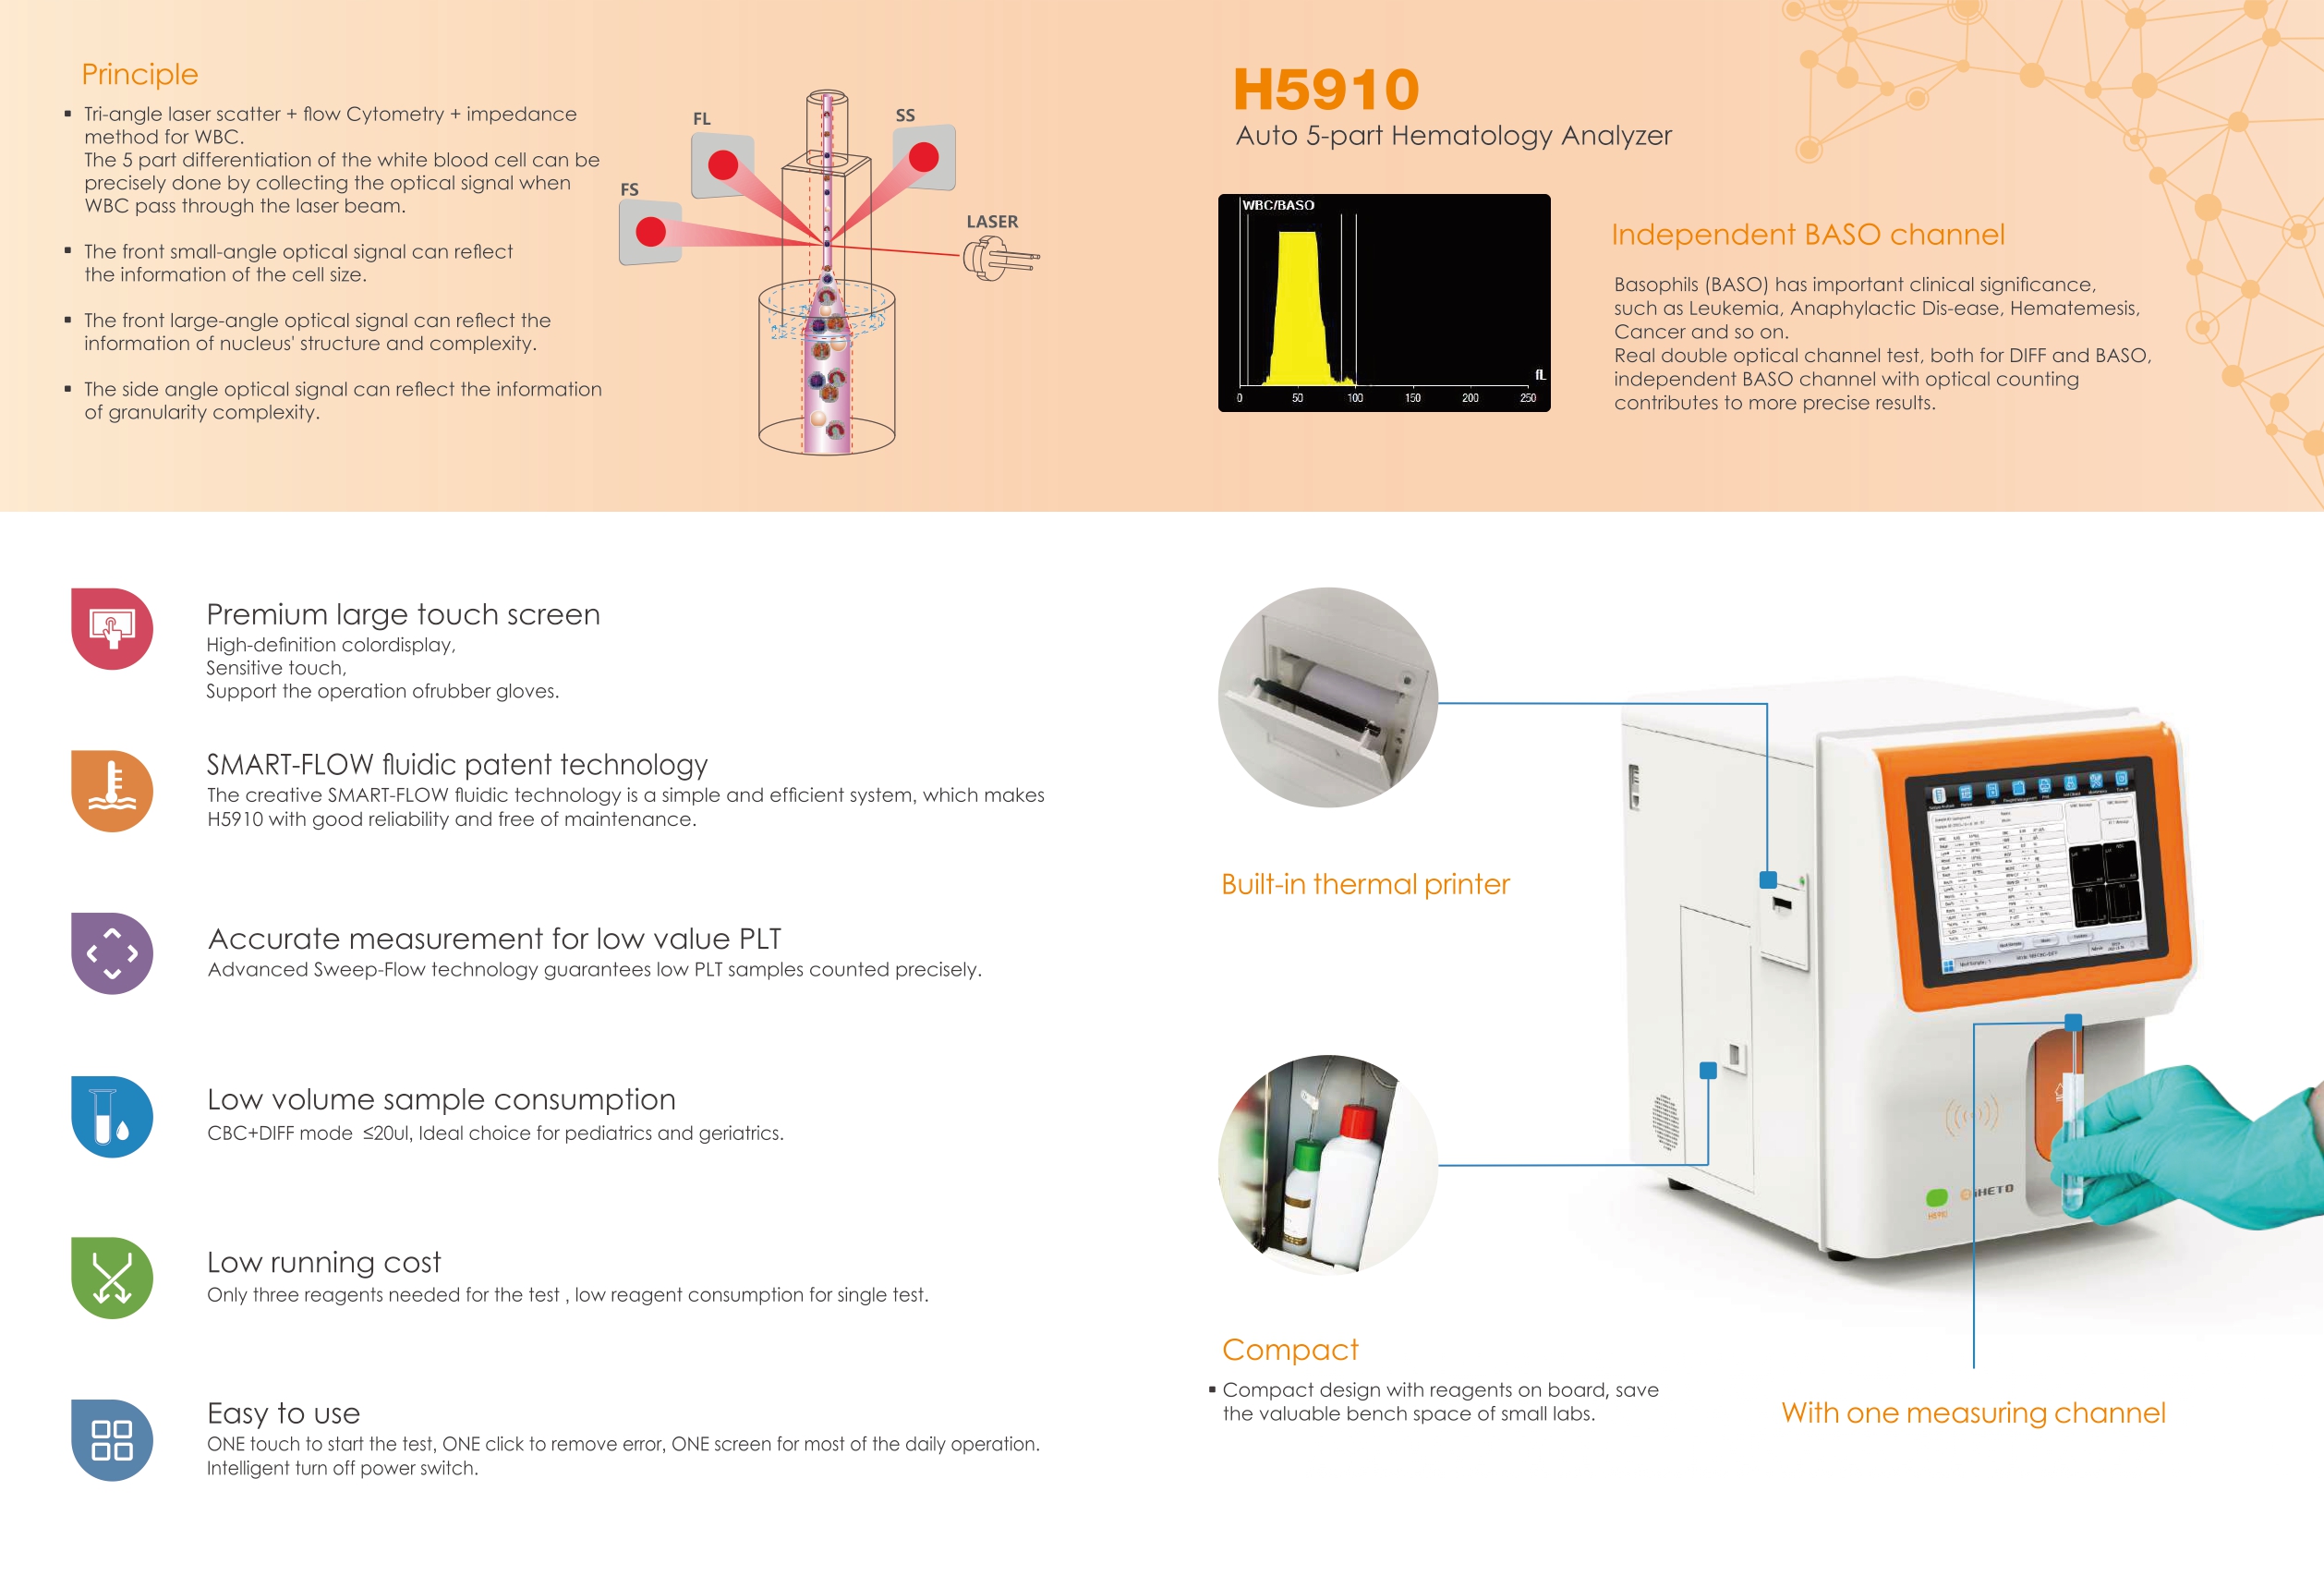 Principle
▪ Tri-angle laser scatter + flow Cytometry + impedance
method for WBC.
The 5 part differentiation of the white blood cell can be
precisely done by collecting the optical signal when
WBC pass through the laser beam.
▪ The front small-angle optical signal can reflect
the information of the cell size.
▪ The front large-angle optical signal can reflect the
information of nucleus' structure and complexity.
▪ The side angle optical signal can reflect the information
of granularity complexity.
FL
SS
FS
LASER
H5910
Auto 5-part Hematology Analyzer
WBC/BASO
fL
0 50 100 150 200 250
Independent BASO channel
Basophils (BASO) has important clinical significance,
such as Leukemia, Anaphylactic Dis-ease, Hematemesis,
Cancer and so on.
Real double optical channel test, both for DIFF and BASO,
independent BASO channel with optical counting
contributes to more precise results.
Premium large touch screen
High-definition colordisplay,
Sensitive touch,
Support the operation ofrubber gloves.
SMART-FLOW fluidic patent technology
The creative SMART-FLOW fluidic technology is a simple and efficient system, which makes
H5910 with good reliability and free of maintenance.
Accurate measurement for low value PLT
Advanced Sweep-Flow technology guarantees low PLT samples counted precisely.
Low volume sample consumption
CBC+DIFF mode ≤20ul, Ideal choice for pediatrics and geriatrics.
Low running cost
Only three reagents needed for the test , low reagent consumption for single test.
Easy to use
ONE touch to start the test, ONE click to remove error, ONE screen for most of the daily operation.
Intelligent turn off power switch.
Built-in thermal printer
Compact
▪ Compact design with reagents on board, save
the valuable bench space of small labs.
iHETO
H5910
With one measuring channel